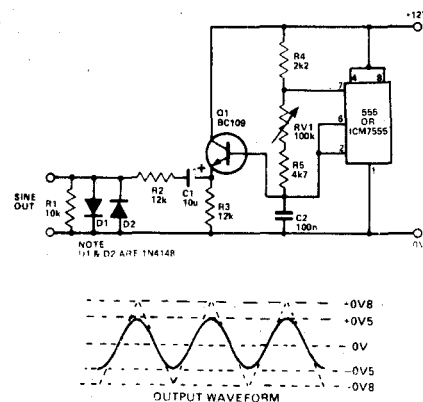 +12V
R4
2k2
4
8
7
Q1
BC109
RV1
100k
555
OR
ICM7555
6
2
R5
4k7
1
+
SINE
OUT
R1
10k
D1
D2
R2
12k
C1
10u
R3
12k
C2
100n
0V
NOTE
D1 & D2 ARE 1N4148
+0V8
+0V5
0V
-0V5
-0V8
OUTPUT WAVEFORM